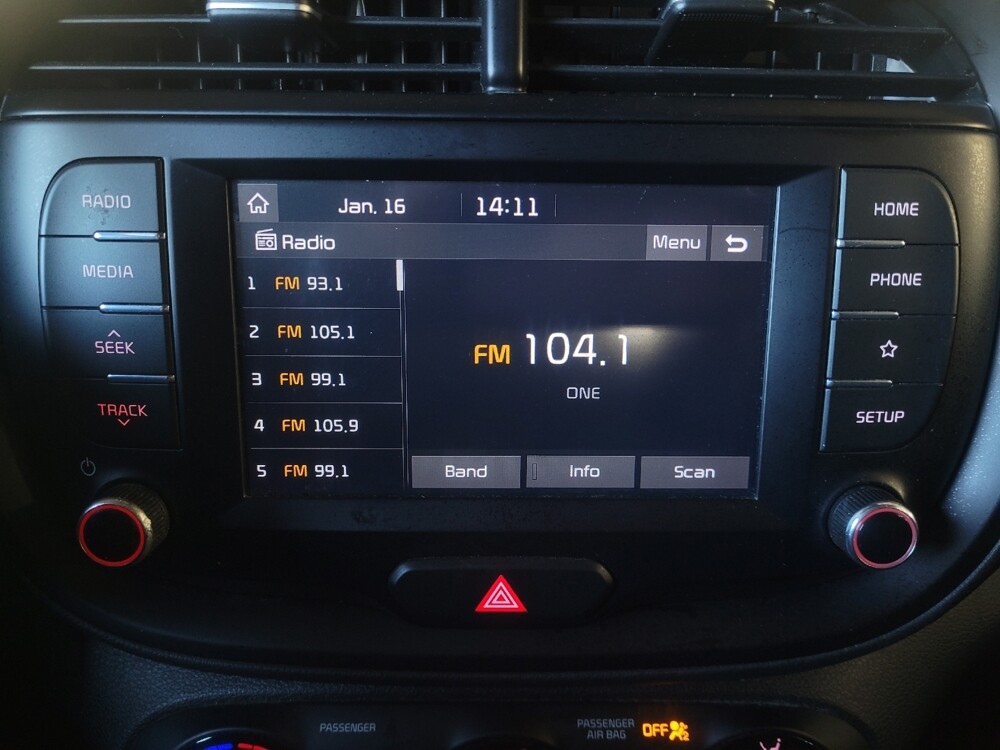 RADIO
MEDIA
SEEK
TRACK
Jan. 16 14:11
Radio Menu
1 FM 93.1
2 FM 105.1
3 FM 99.1
4 FM 105.9
5 FM 99.1
FM 104.1
ONE
Band Info Scan
HOME
PHONE
SETUP
PASSENGER
PASSENGER
AIR BAG OFF